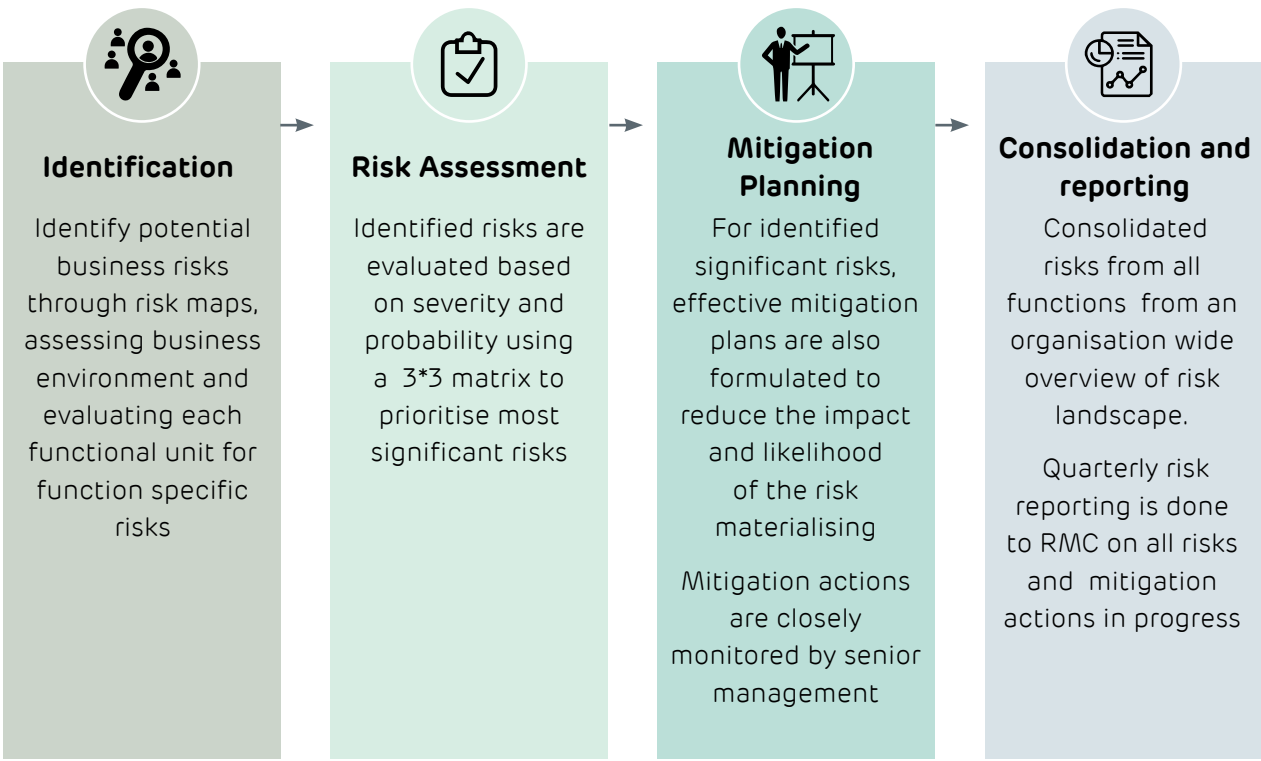 Identification
Identify potential
business risks
through risk maps,
assessing business
environment and
evaluating each
functional unit for
function specific
risks
Risk Assessment
Identified risks are
evaluated based
on severity and
probability using
a 3*3 matrix to
prioritise most
significant risks
Mitigation
Planning
For identified
significant risks,
effective mitigation
plans are also
formulated to
reduce the impact
and likelihood
of the risk
materialising
Mitigation actions
are closely
monitored by senior
management
Consolidation and
reporting
Consolidated
risks from all
functions from an
organisation wide
overview of risk
landscape.
Quarterly risk
reporting is done
to RMC on all risks
and mitigation
actions in progress